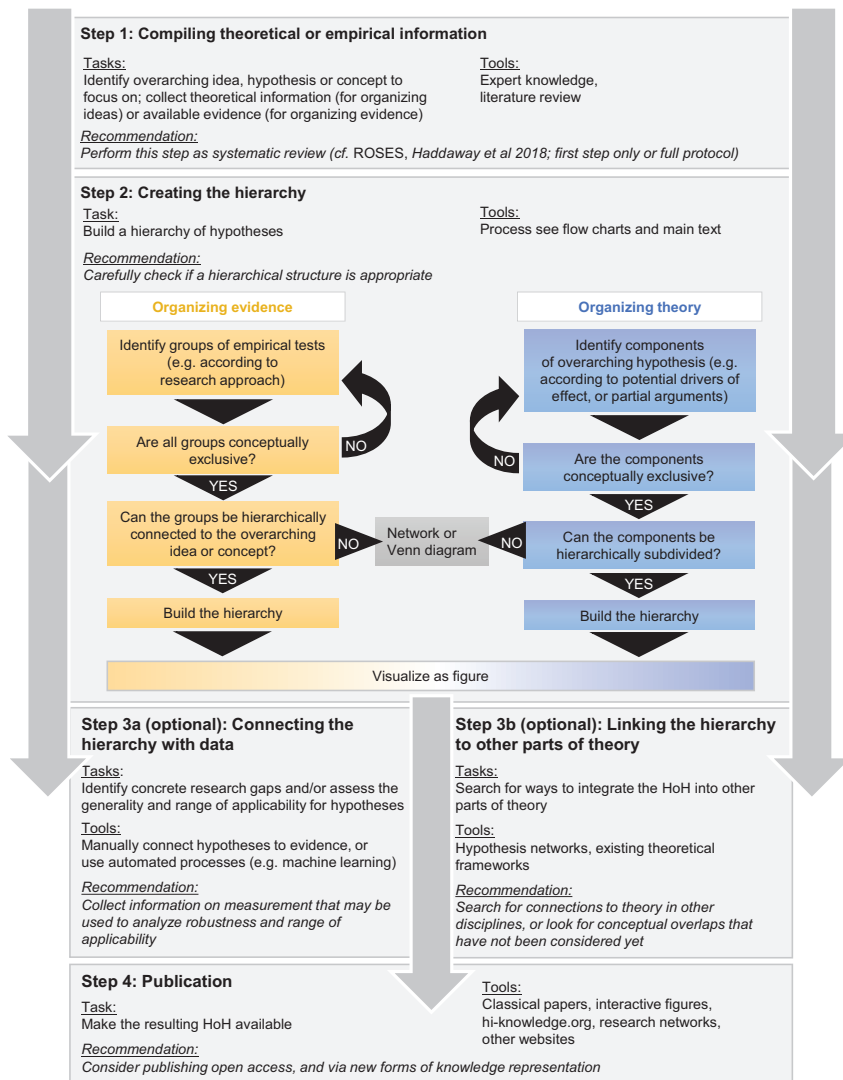 Step 1: Compiling theoretical or empirical information
Tasks:
Identify overarching idea, hypothesis or concept to
focus on; collect theoretical information (for organizing
ideas) or available evidence (for organizing evidence)
Tools:
Expert knowledge,
literature review
Recommendation:
Perform this step as systematic review (cf. ROSES, Haddaway et al 2018; first step only or full protocol)
Step 2: Creating the hierarchy
Task:
Build a hierarchy of hypotheses
Tools:
Process see flow charts and main text
Recommendation:
Carefully check if a hierarchical structure is appropriate
Organizing evidence
Identify groups of empirical tests
(e.g. according to
research approach)
Are all groups conceptually
exclusive?
NO
YES
Can the groups be hierarchically
connected to the overarching
idea or concept?
NO
YES
Build the hierarchy
Network or
Venn diagram
Organizing theory
Identify components
of overarching hypothesis (e.g.
according to potential drivers of
effect, or partial arguments)
NO
Are the components
conceptually exclusive?
YES
NO
Can the components be
hierarchically subdivided?
YES
Build the hierarchy
Visualize as figure
Step 3a (optional): Connecting the
hierarchy with data
Tasks:
Identify concrete research gaps and/or assess the
generality and range of applicability for hypotheses
Tools:
Manually connect hypotheses to evidence, or
use automated processes (e.g. machine learning)
Recommendation:
Collect information on measurement that may be
used to analyze robustness and range of
applicability
Step 3b (optional): Linking the hierarchy
to other parts of theory
Tasks:
Search for ways to integrate the HoH into other
parts of theory
Tools:
Hypothesis networks, existing theoretical
frameworks
Recommendation:
Search for connections to theory in other
disciplines, or look for conceptual overlaps that
have not been considered yet
Step 4: Publication
Task:
Make the resulting HoH available
Tools:
Classical papers, interactive figures,
hi-knowledge.org, research networks,
other websites
Recommendation:
Consider publishing open access, and via new forms of knowledge representation